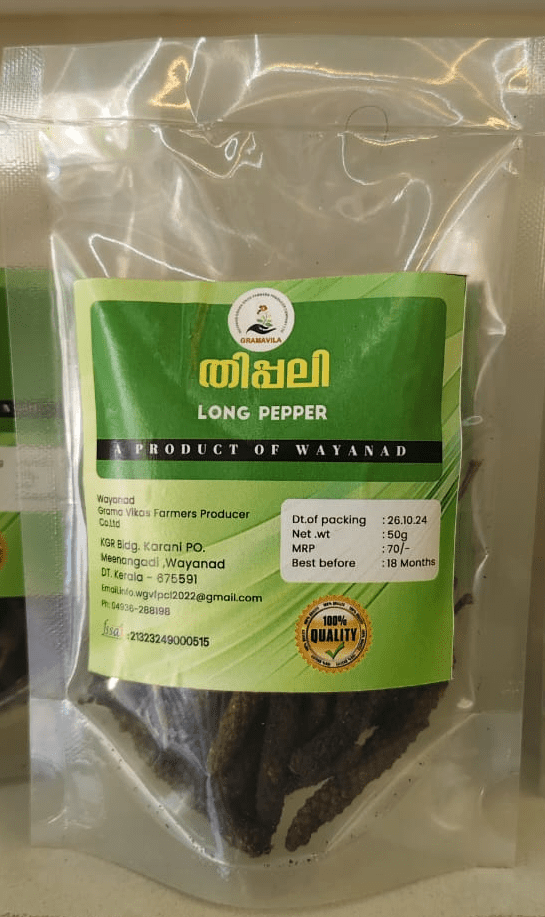 GRAMAVILA
തിപ്പലി
LONG PEPPER
A PRODUCT OF WAYANAD
Wayanad
Grama Vikas Farmers Producer
Co.Ltd
KGR Bldg. Karani PO.
Meenangadi ,Wayanad
DT. Kerala - 675591
Email.info.wgvfpcl2022@gmail.com
Ph: 04936-288198
fssai :21323249000515
Dt.of packing : 26.10.24
Net .wt : 50g
MRP : 70/-
Best before : 18 Months
100%
QUALITY